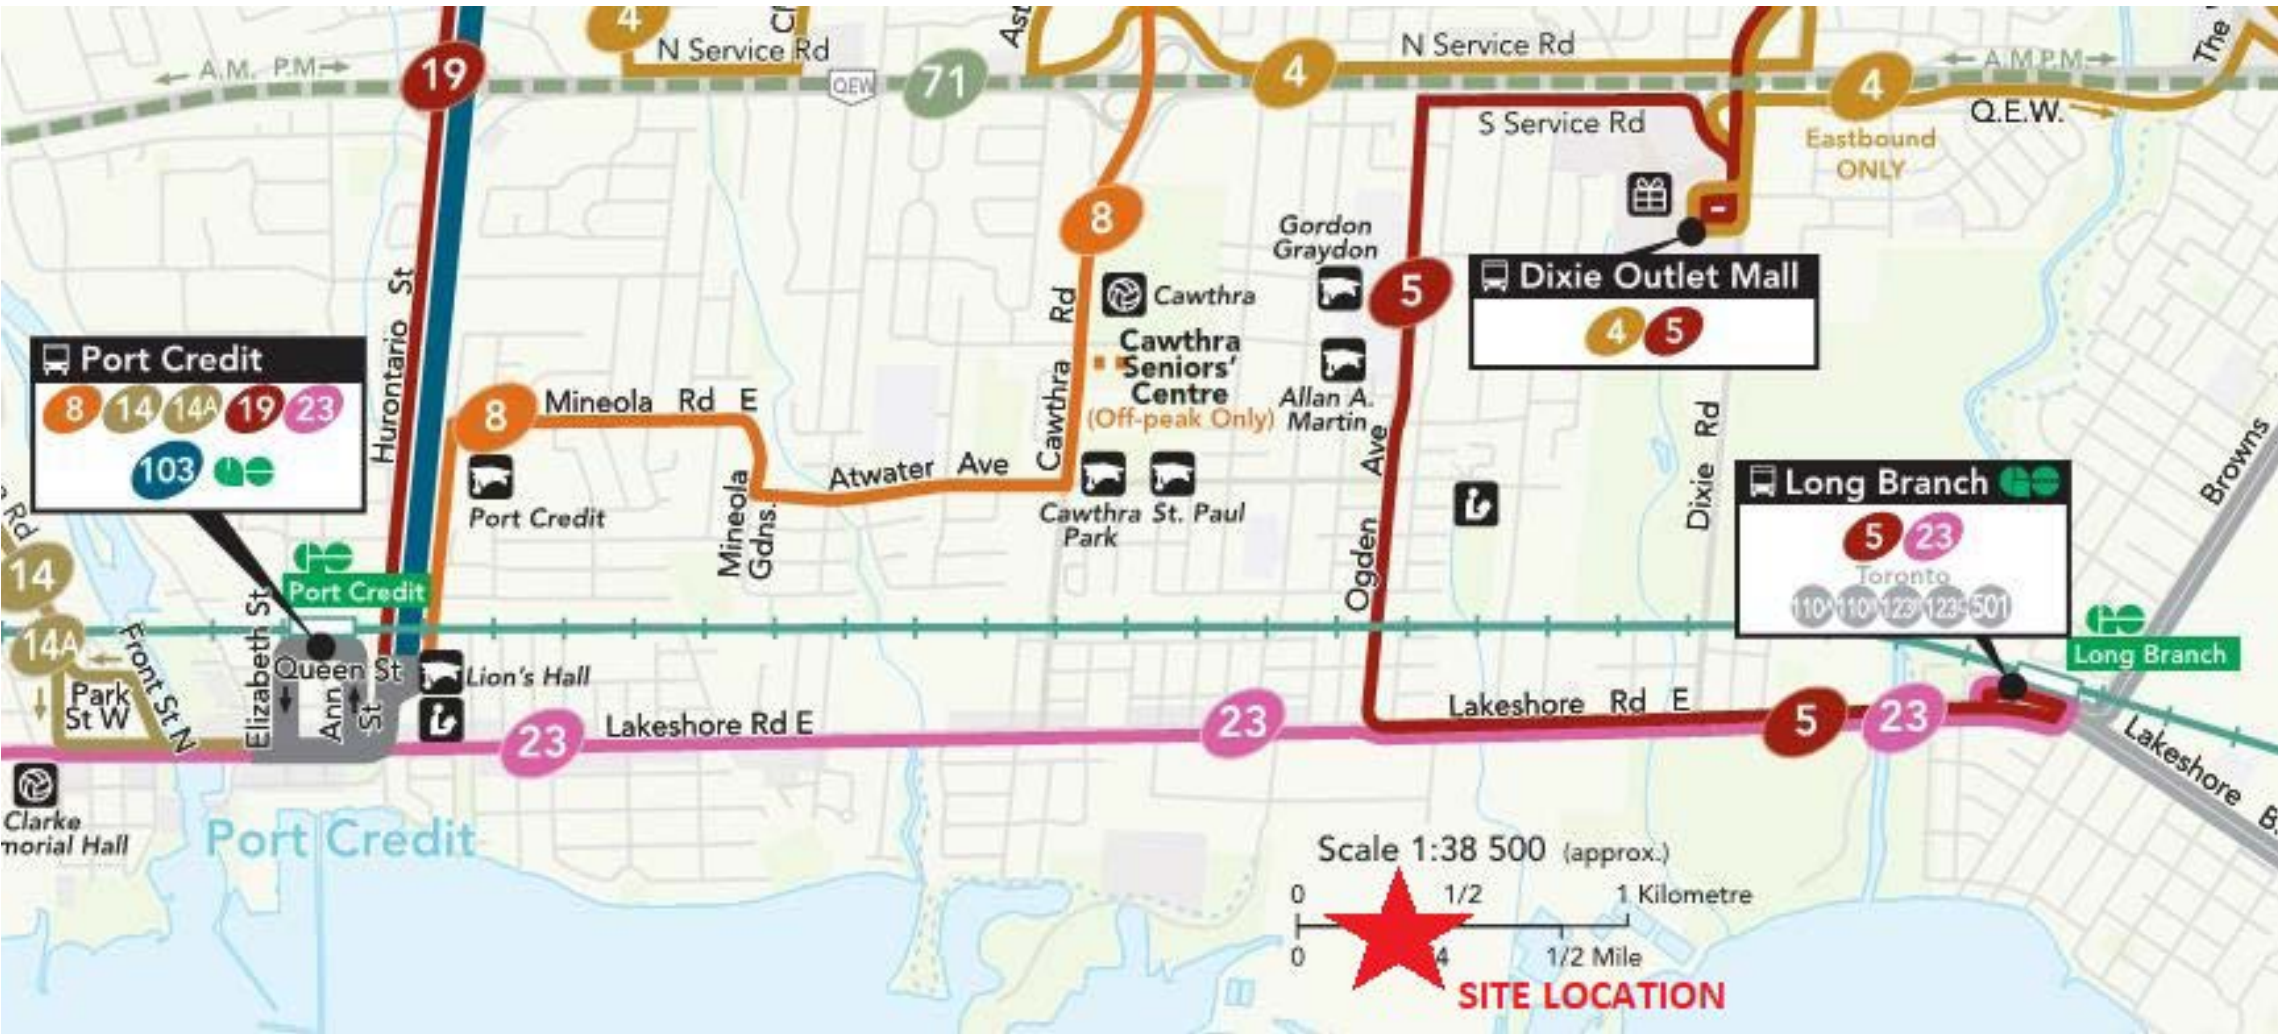 4
N Service Rd
N Service Rd
← A.M. P.M. →
19
QEW
71
4
4
← A.M. P.M. →
The
Q.E.W. →
S Service Rd
Eastbound
ONLY
8
Gordon
Graydon
Cawthra
5
Dixie Outlet Mall
4 5
Hurontario St
Cawthra Rd
Cawthra
Seniors'
Centre
(Off-peak Only)
Allan A.
Martin
Port Credit
8 14 14A 19 23
103
8
Mineola Rd E
Mineola
Gdns.
Atwater Ave
Port Credit
Cawthra
Park
St. Paul
Ogden Ave
Dixie Rd
Browns
Long Branch
5 23
Toronto
501
Rd
14
Port Credit
Long Branch
14A
Front St N
Park
St W
Elizabeth St
Queen St
Ann
St
Lion's Hall
23
Lakeshore Rd E
23
Lakeshore Rd E
5
23
Lakeshore B
Clarke
morial Hall
Port Credit
Scale 1:38 500 (approx.)
0 1/2 1 Kilometre
0 4 1/2 Mile
SITE LOCATION